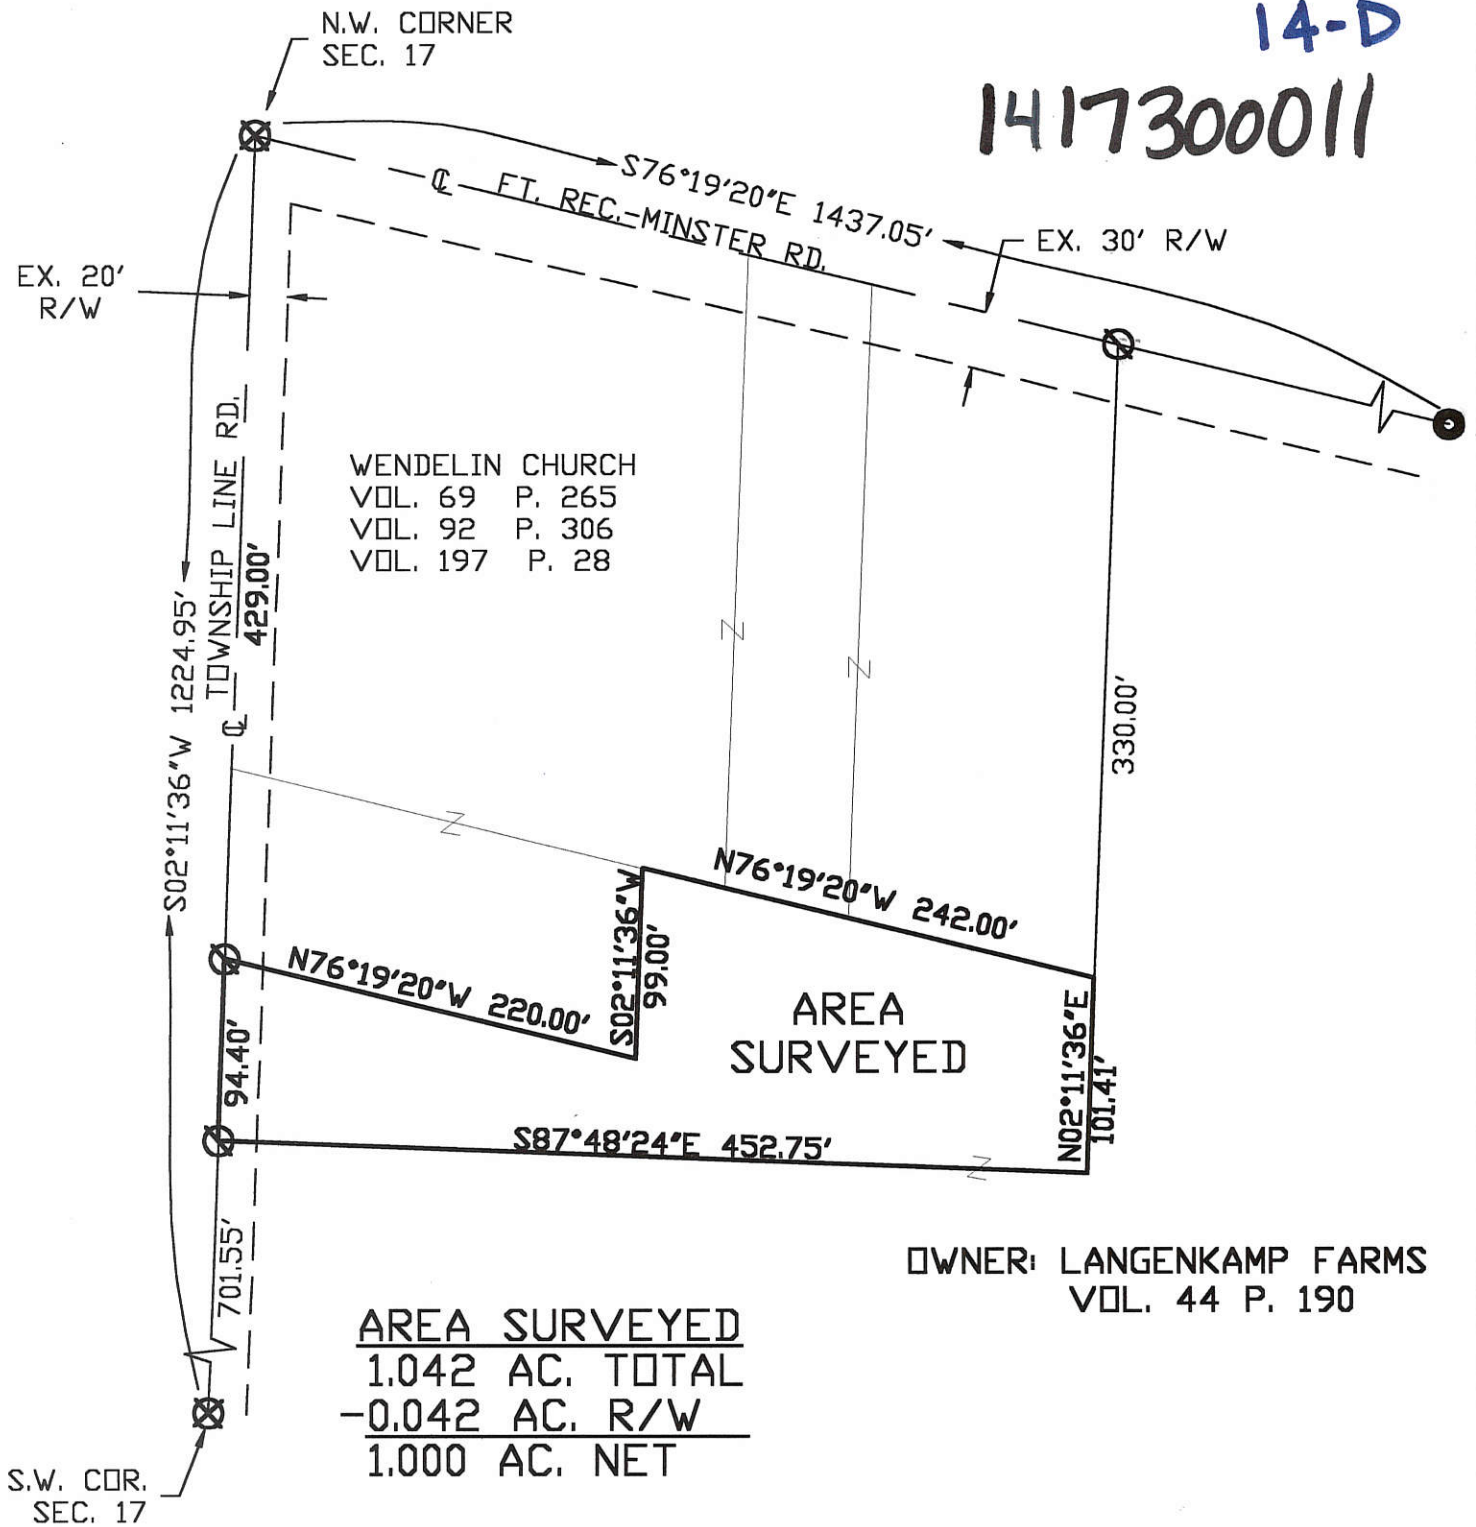 14-D
1417300011
N.W. CORNER
SEC. 17
S76°19'20"E 1437.05'
℄ FT. REC.-MINSTER RD.
EX. 30' R/W
EX. 20'
R/W
WENDELIN CHURCH
VOL. 69 P. 265
VOL. 92 P. 306
VOL. 197 P. 28
S02°11'36"W 1224.95'
℄ TOWNSHIP LINE RD.
429.00'
N
N
330.00'
N
N76°19'20"W 242.00'
S02°11'36"W
99.00'
N76°19'20"W 220.00'
AREA
SURVEYED
N02°11'36"E
101.41'
94.40'
S87°48'24"E 452.75'
N
701.55'
OWNER: LANGENKAMP FARMS
VOL. 44 P. 190
AREA SURVEYED
1.042 AC. TOTAL
-0.042 AC. R/W
1.000 AC. NET
S.W. COR.
SEC. 17